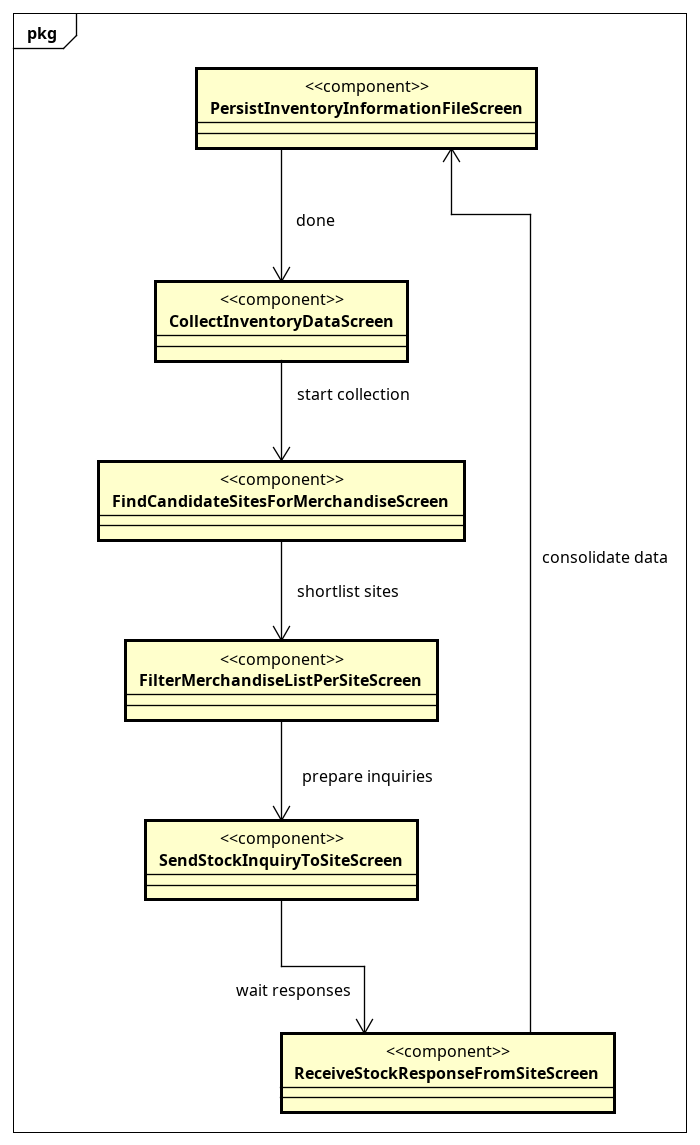 pkg
<<component>>
PersistInventoryInformationFileScreen
done
<<component>>
CollectInventoryDataScreen
start collection
<<component>>
FindCandidateSitesForMerchandiseScreen
consolidate data
shortlist sites
<<component>>
FilterMerchandiseListPerSiteScreen
prepare inquiries
<<component>>
SendStockInquiryToSiteScreen
wait responses
<<component>>
ReceiveStockResponseFromSiteScreen